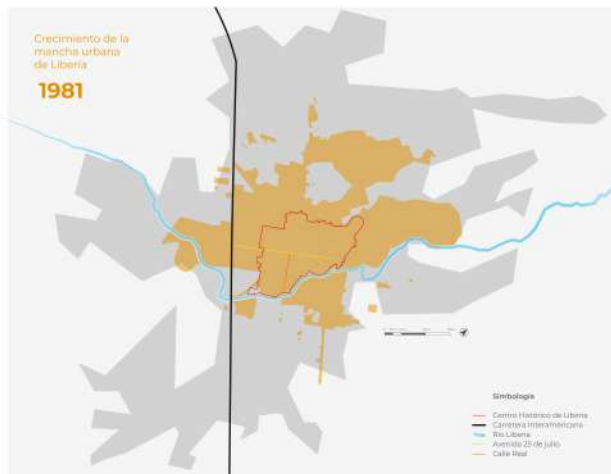 Crecimiento de la
mancha urbana
de Liberia
1981
Simbología
Centro Histórico de Liberia
Carretera Interamericana
Río Liberia
Avenida 25 de julio
Calle Real